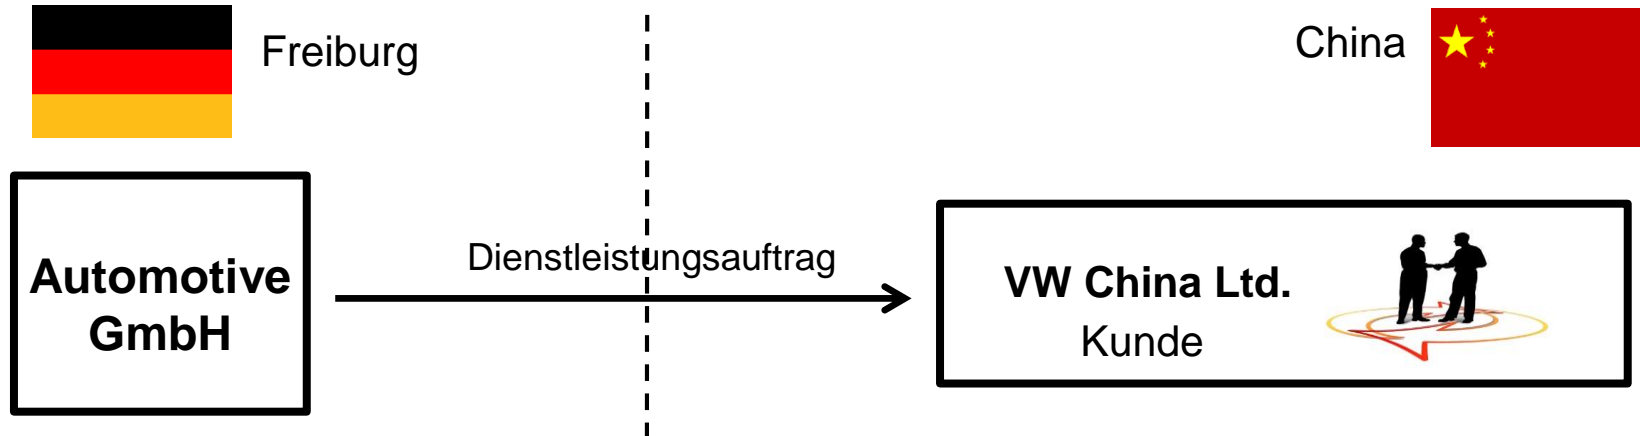 Freiburg
China
Dienstleistungsauftrag
Automotive
GmbH
VW China Ltd.
Kunde